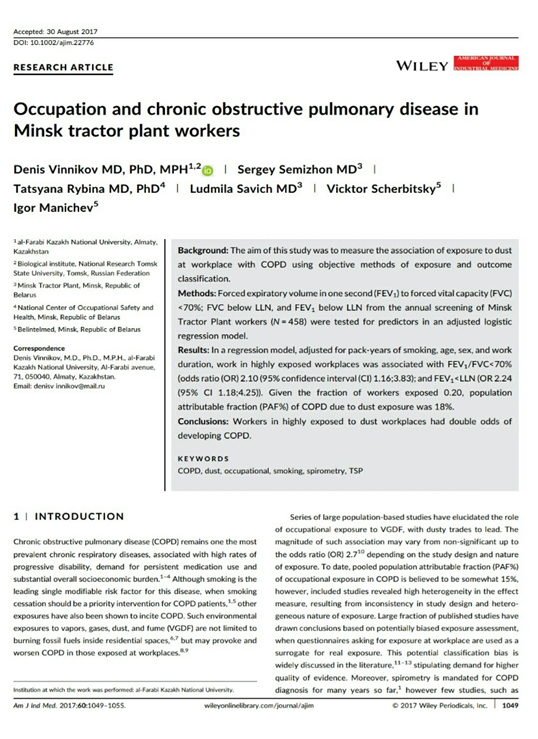 Accepted: 30 August 2017
DOI: 10.1002/ajim.22776
RESEARCH ARTICLE
WILEY
AMERICAN JOURNAL
OF
INDUSTRIAL MEDICINE
Occupation and chronic obstructive pulmonary disease in
Minsk tractor plant workers
Denis Vinnikov MD, PhD, MPH1,2 iD | Sergey Semizhon MD3 |
Tatsyana Rybina MD, PhD4 | Ludmila Savich MD3 | Vicktor Scherbitsky5 |
Igor Manichev5
1 al-Farabi Kazakh National University, Almaty,
Kazakhstan
2 Biological institute, National Research Tomsk
State University, Tomsk, Russian Federation
3 Minsk Tractor Plant, Minsk, Republic of
Belarus
4 National Center of Occupational Safety and
Health, Minsk, Republic of Belarus
5 Belintelmed, Minsk, Republic of Belarus
Correspondence
Denis Vinnikov, M.D., Ph.D., M.P.H., al-Farabi
Kazakh National University, Al-Farabi avenue,
71, 050040, Almaty, Kazakhstan.
Email: denisv innikov@mail.ru
Background: The aim of this study was to measure the association of exposure to dust
at workplace with COPD using objective methods of exposure and outcome
classification.
Methods: Forced expiratory volume in one second (FEV1) to forced vital capacity (FVC)
<70%; FVC below LLN, and FEV1 below LLN from the annual screening of Minsk
Tractor Plant workers (N = 458) were tested for predictors in an adjusted logistic
regression model.
Results: In a regression model, adjusted for pack-years of smoking, age, sex, and work
duration, work in highly exposed workplaces was associated with FEV1/FVC<70%
(odds ratio (OR) 2.10 (95% confidence interval (CI) 1.16;3.83); and FEV1<LLN (OR 2.24
(95% CI 1.18;4.25)). Given the fraction of workers exposed 0.20, population
attributable fraction (PAF%) of COPD due to dust exposure was 18%.
Conclusions: Workers in highly exposed to dust workplaces had double odds of
developing COPD.
KEYWORDS
COPD, dust, occupational, smoking, spirometry, TSP
1 | INTRODUCTION
Chronic obstructive pulmonary disease (COPD) remains one the most
prevalent chronic respiratory diseases, associated with high rates of
progressive disability, demand for persistent medication use and
substantial overall socioeconomic burden.1–4 Although smoking is the
leading single modifiable risk factor for this disease, when smoking
cessation should be a priority intervention for COPD patients,1,5 other
exposures have also been shown to incite COPD. Such environmental
exposures to vapors, gases, dust, and fume (VGDF) are not limited to
burning fossil fuels inside residential spaces,6,7 but may provoke and
worsen COPD in those exposed at workplaces.8,9
Series of large population-based studies have elucidated the role
of occupational exposure to VGDF, with dusty trades to lead. The
magnitude of such association may vary from non-significant up to
the odds ratio (OR) 2.710 depending on the study design and nature
of exposure. To date, pooled population attributable fraction (PAF%)
of occupational exposure in COPD is believed to be somewhat 15%,
however, included studies revealed high heterogeneity in the effect
measure, resulting from inconsistency in study design and hetero-
geneous nature of exposure. Large fraction of published studies have
drawn conclusions based on potentially biased exposure assessment,
when questionnaires asking for exposure at workplace are used as a
surrogate for real exposure. This potential classification bias is
widely discussed in the literature,11–13 stipulating demand for higher
quality of evidence. Moreover, spirometry is mandated for COPD
diagnosis for many years so far,1 however few studies, such as
Institution at which the work was performed: al-Farabi Kazakh National University.
Am J Ind Med. 2017;60:1049–1055.
wileyonlinelibrary.com/journal/ajim
© 2017 Wiley Periodicals, Inc. | 1049